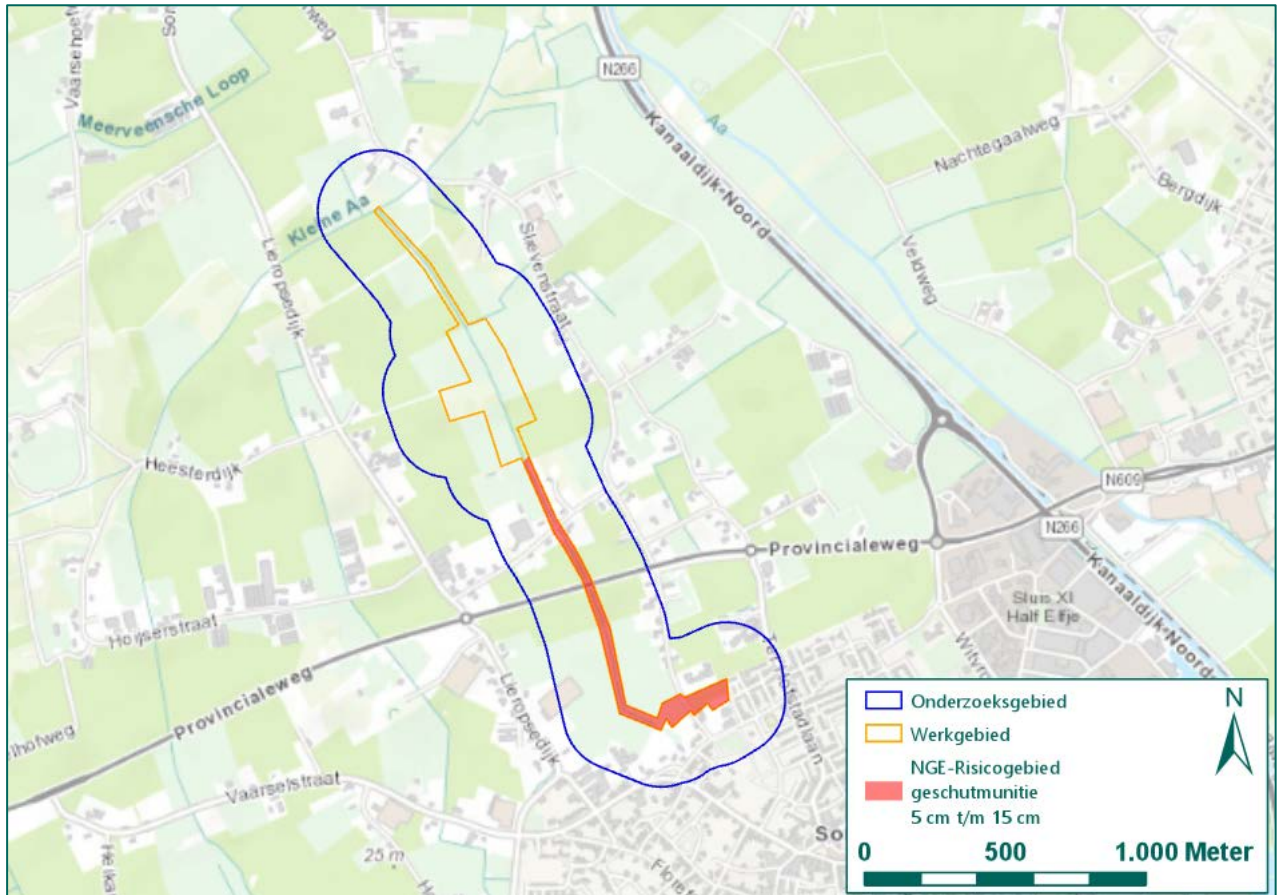 Vaarsehoef
Meerveensche Loop
N266
Aa
Kanaaldijk-Noord
Nachtegaalweg
Bergdijk
Kleine Aa
Lieropsedijk
Slievenstraat
Veldweg
Heesterdijk
N609
N266
Provincialeweg
Kanaaldijk-Noord
Hoijserstraat
Sluis XI
Half Elfje
Provincialeweg
Lieropsedijk
Vaarselstraat
25 m
Onderzoeksgebied
Werkgebied
NGE-Risicogebied
geschutmunitie
5 cm t/m 15 cm
N
0 500 1.000 Meter